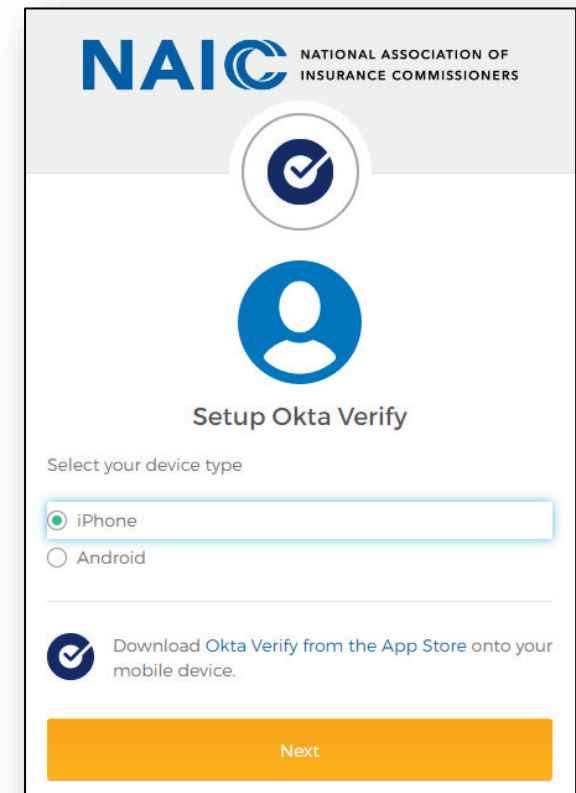 NAIC NATIONAL ASSOCIATION OF
INSURANCE COMMISSIONERS
Setup Okta Verify
Select your device type
iPhone
Android
Download Okta Verify from the App Store onto your
mobile device.
Next